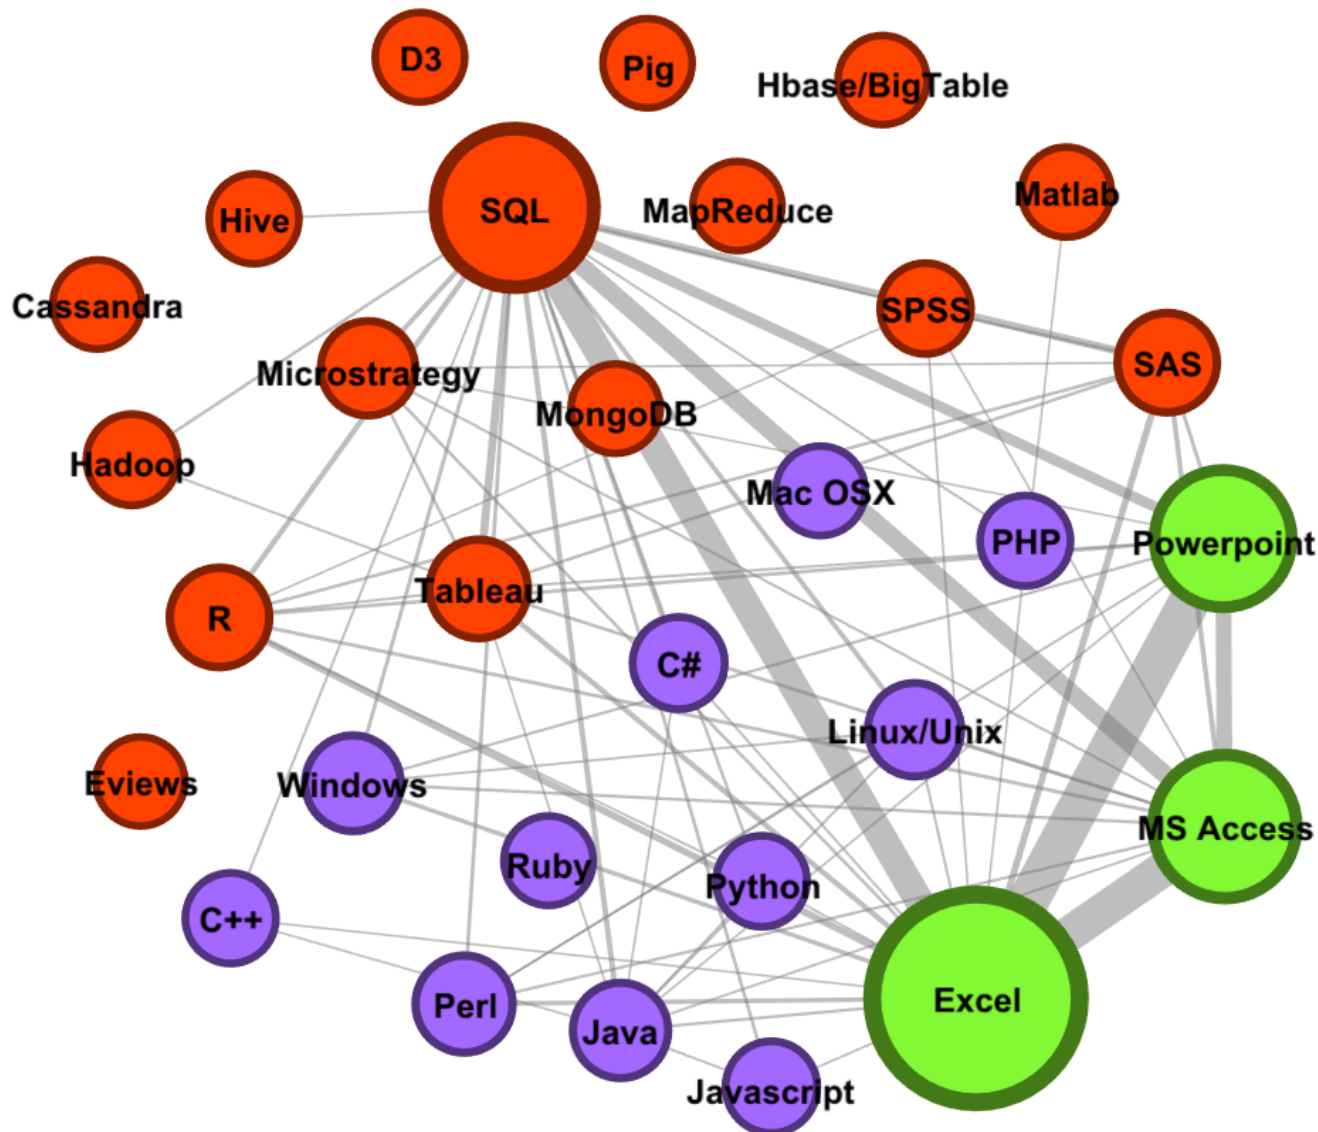 D3
Pig
Hbase/BigTable
SQL
MapReduce
Matlab
Hive
Cassandra
SPSS
SAS
Microstrategy
MongoDB
Hadoop
Mac OSX
PHP
Powerpoint
R
Tableau
C#
Linux/Unix
Eviews
Windows
MS Access
Ruby
Python
C++
Perl
Java
Excel
Javascript